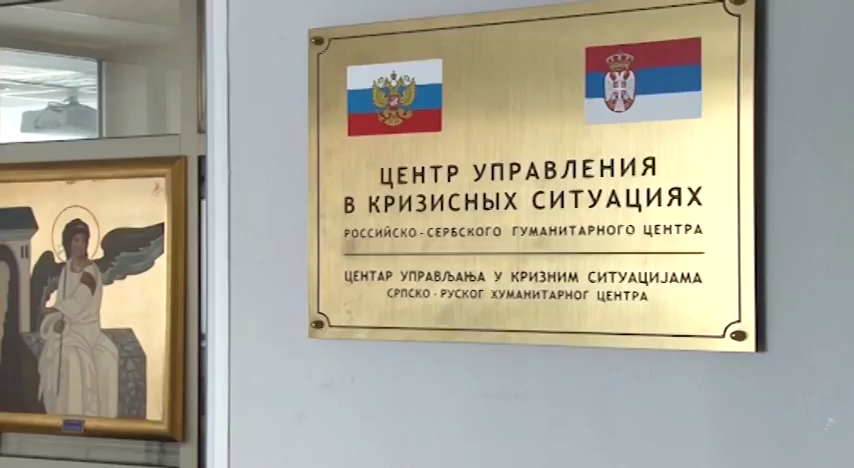 ЦЕНТР УПРАВЛЕНИЯ
В КРИЗИСНЫХ СИТУАЦИЯХ
РОССИЙСКО-СЕРБСКОГО ГУМАНИТАРНОГО ЦЕНТРА
ЦЕНТАР УПРАВЉАЊА У КРИЗНИМ СИТУАЦИЈАМА
СРПСКО-РУСКОГ ХУМАНИТАРНОГ ЦЕНТРА